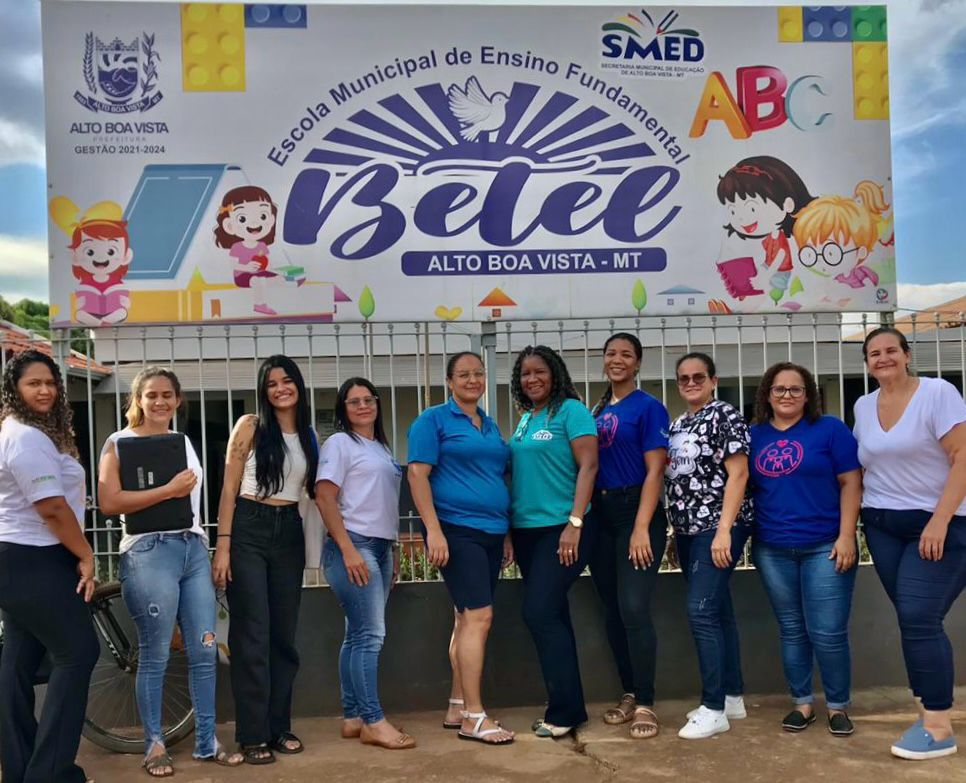 ALTO BOA VISTA
PREFEITURA
GESTÃO 2021-2024
Escola Municipal de Ensino Fundamental
Betel
ALTO BOA VISTA - MT
SMED
SECRETARIA MUNICIPAL DE EDUCAÇÃO
DE ALTO BOA VISTA - MT
ABC